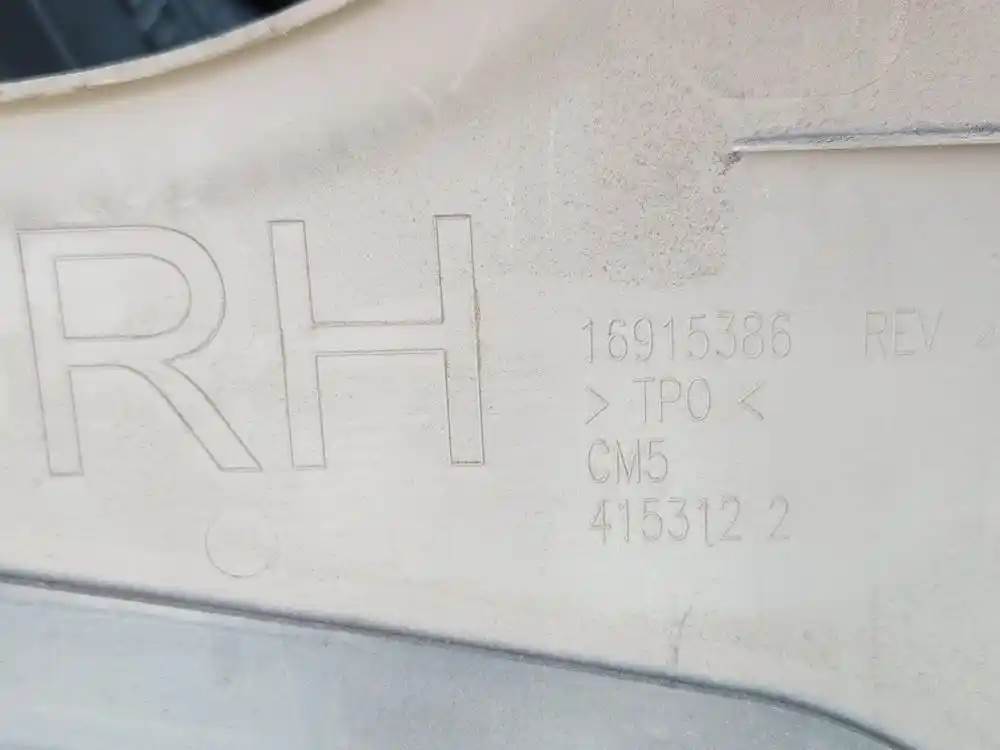 RH
16915386 REV
> TPO <
CM5
415312 2